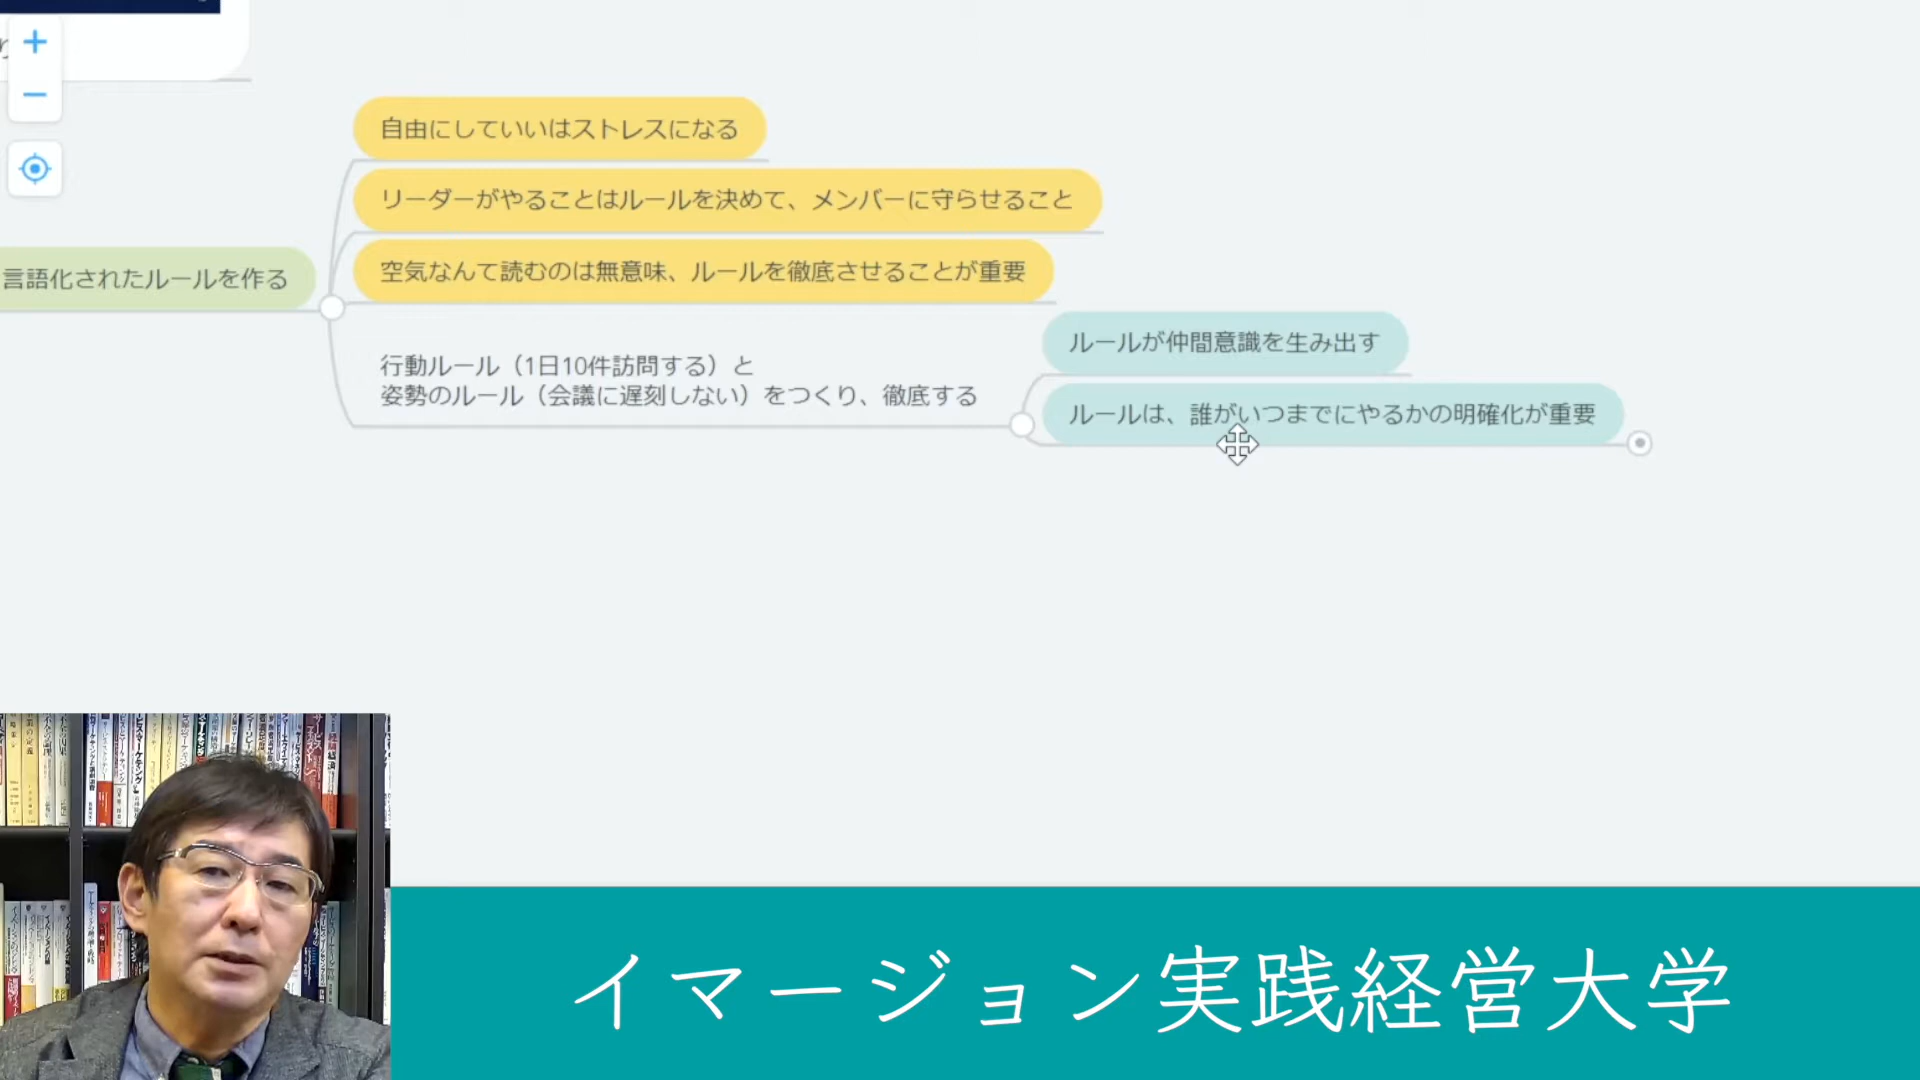 自由にしていいはストレスになる
リーダーがやることはルールを決めて、メンバーに守らせること
空気なんて読むのは無意味、ルールを徹底させることが重要
言語化されたルールを作る
行動ルール（1日10件訪問する）と
姿勢のルール（会議に遅刻しない）をつくり、徹底する
ルールが仲間意識を生み出す
ルールは、誰がいつまでにやるかの明確化が重要
イマージョン実践経営大学